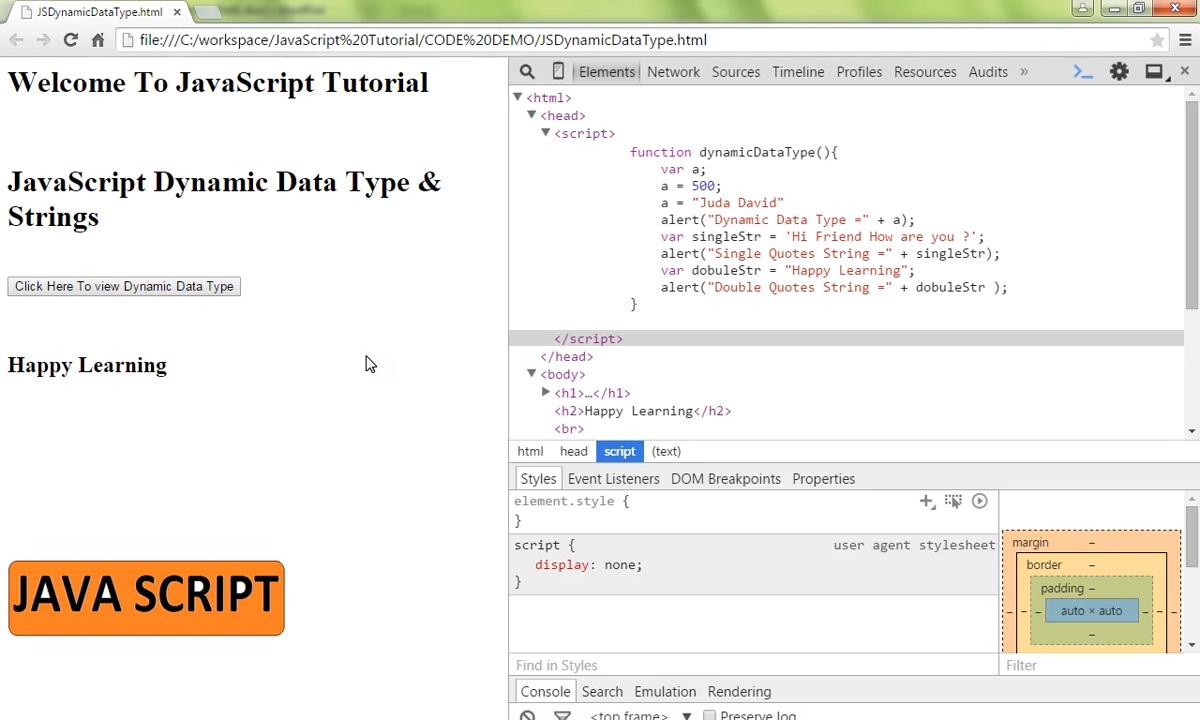 JSDynamicDataType.html
file:///C:/workspace/JavaScript%20Tutorial/CODE%20DEMO/JSDynamicDataType.html
Welcome To JavaScript Tutorial
JavaScript Dynamic Data Type &
Strings
Click Here To view Dynamic Data Type
Happy Learning
JAVA SCRIPT
Elements Network Sources Timeline Profiles Resources Audits »
<html>
<head>
<script>
function dynamicDataType(){
var a;
a = 500;
a = "Juda David"
alert("Dynamic Data Type =" + a);
var singleStr = 'Hi Friend How are you ?';
alert("Single Quotes String =" + singleStr);
var dobuleStr = "Happy Learning";
alert("Double Quotes String =" + dobuleStr );
}
</script>
</head>
<body>
<h1>…</h1>
<h2>Happy Learning</h2>
<br>
html head script (text)
Styles Event Listeners DOM Breakpoints Properties
element.style {
}
script { user agent stylesheet
display: none;
}
margin –
border –
padding –
– – – auto × auto – – –
–
Find in Styles
Filter
Console Search Emulation Rendering
<top frame> ▼ Preserve log